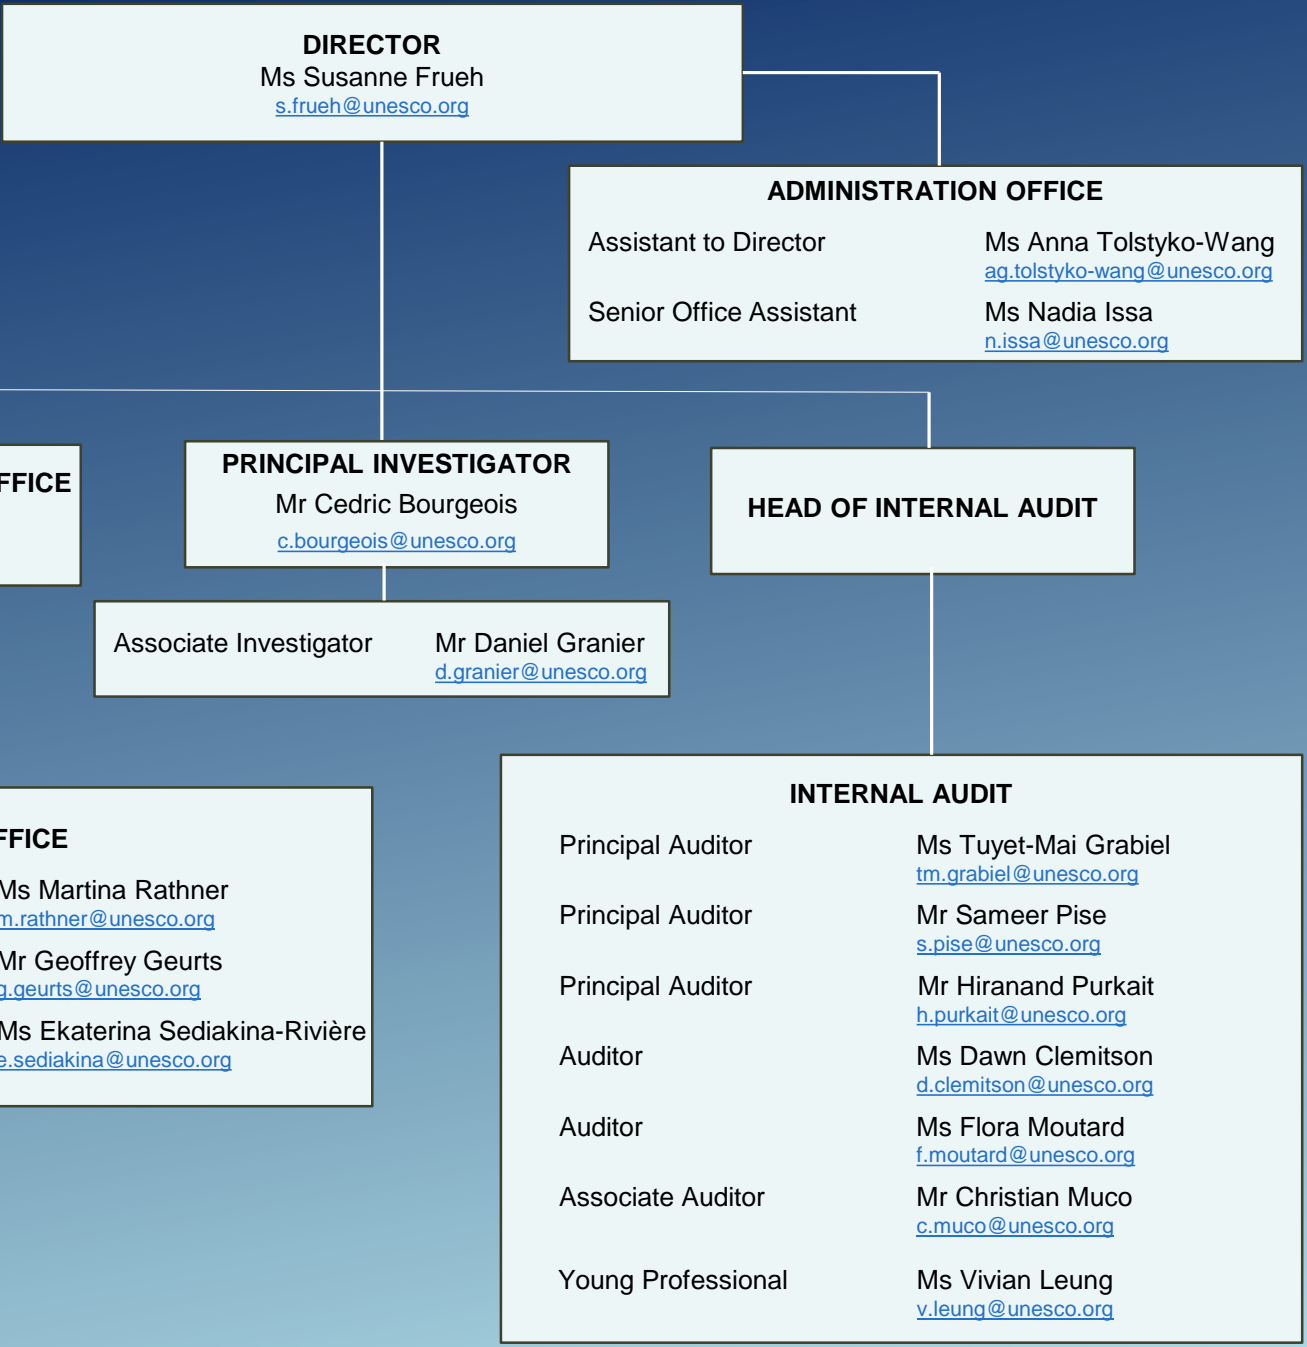 DIRECTOR
Ms Susanne Frueh
s.frueh@unesco.org
ADMINISTRATION OFFICE
Assistant to Director Ms Anna Tolstyko-Wang
ag.tolstyko-wang@unesco.org
Senior Office Assistant Ms Nadia Issa
n.issa@unesco.org
FFICE
PRINCIPAL INVESTIGATOR
Mr Cedric Bourgeois
c.bourgeois@unesco.org
HEAD OF INTERNAL AUDIT
Associate Investigator Mr Daniel Granier
d.granier@unesco.org
FFICE
Ms Martina Rathner
m.rathner@unesco.org
Mr Geoffrey Geurts
g.geurts@unesco.org
Ms Ekaterina Sediakina-Rivière
e.sediakina@unesco.org
INTERNAL AUDIT
Principal Auditor Ms Tuyet-Mai Grabiel
tm.grabiel@unesco.org
Principal Auditor Mr Sameer Pise
s.pise@unesco.org
Principal Auditor Mr Hiranand Purkait
h.purkait@unesco.org
Auditor Ms Dawn Clemitson
d.clemitson@unesco.org
Auditor Ms Flora Moutard
f.moutard@unesco.org
Associate Auditor Mr Christian Muco
c.muco@unesco.org
Young Professional Ms Vivian Leung
v.leung@unesco.org